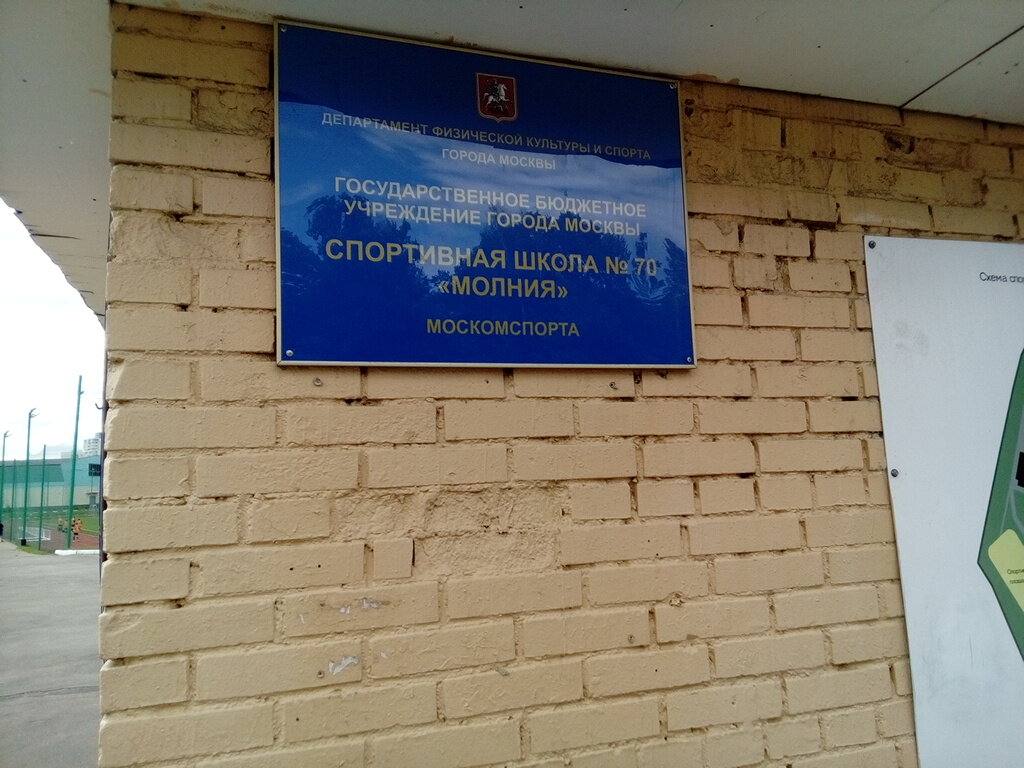 ДЕПАРТАМЕНТ ФИЗИЧЕСКОЙ КУЛЬТУРЫ И СПОРТА
ГОРОДА МОСКВЫ
ГОСУДАРСТВЕННОЕ БЮДЖЕТНОЕ
УЧРЕЖДЕНИЕ ГОРОДА МОСКВЫ
СПОРТИВНАЯ ШКОЛА № 70
«МОЛНИЯ»
МОСКОМСПОРТА
Схема